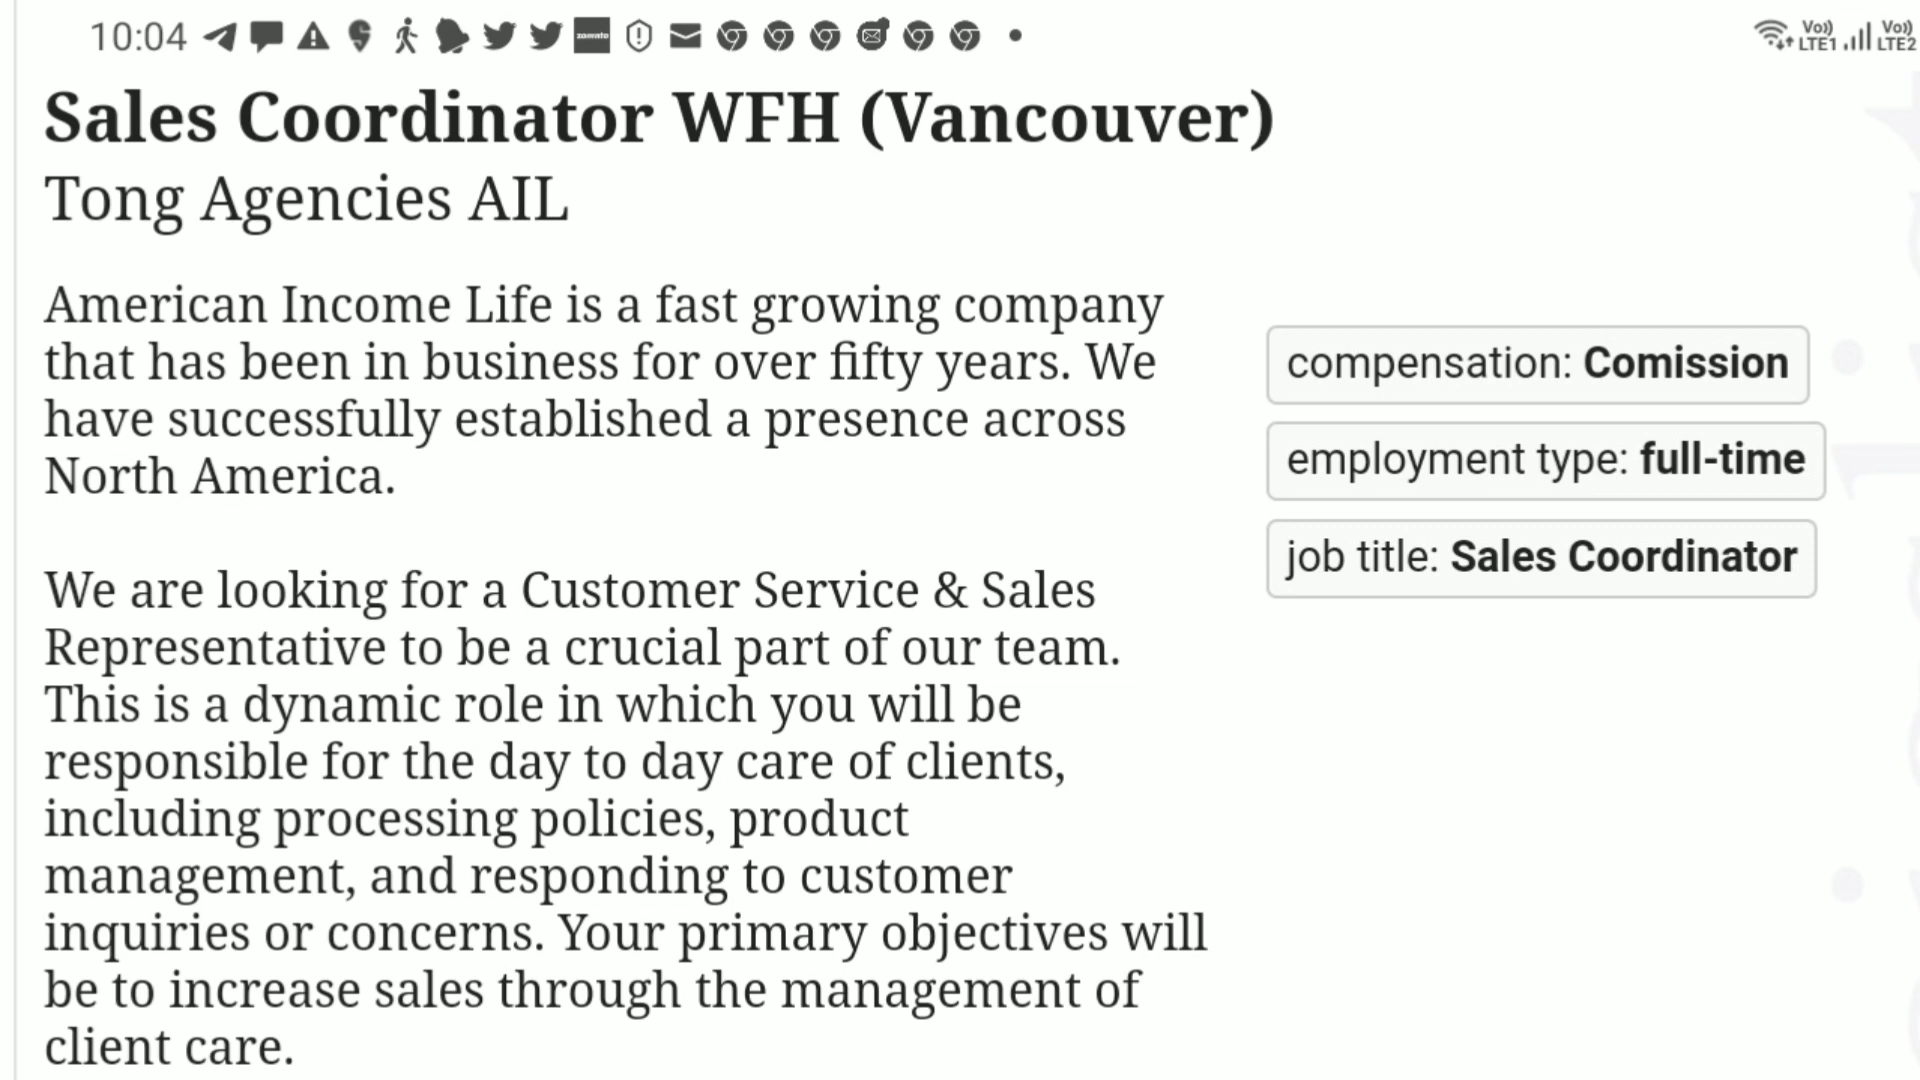 10:04
zomato
Vo))
LTE1
Vo))
LTE2
Sales Coordinator WFH (Vancouver)
Tong Agencies AIL
American Income Life is a fast growing company
that has been in business for over fifty years. We
have successfully established a presence across
North America.
We are looking for a Customer Service & Sales
Representative to be a crucial part of our team.
This is a dynamic role in which you will be
responsible for the day to day care of clients,
including processing policies, product
management, and responding to customer
inquiries or concerns. Your primary objectives will
be to increase sales through the management of
client care.
compensation: Comission
employment type: full-time
job title: Sales Coordinator